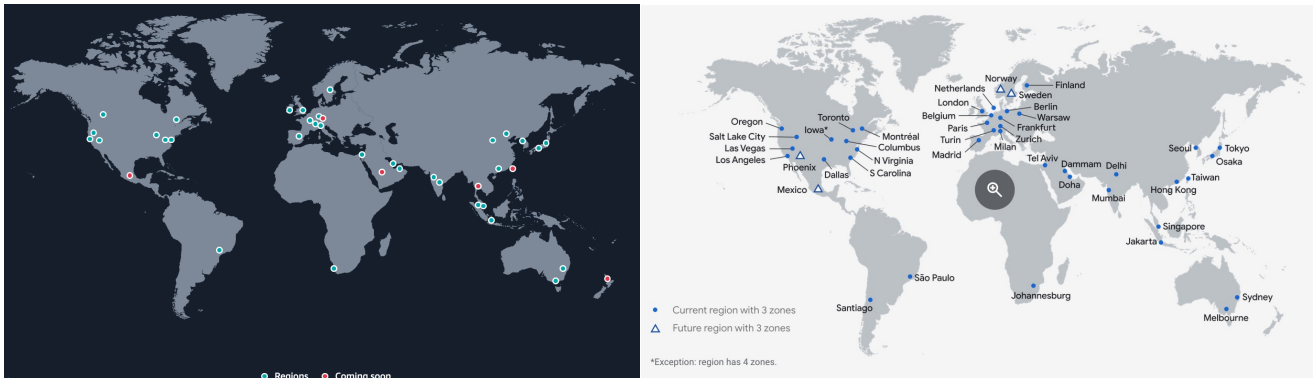 Regions
Coming soon
Norway
Finland
Netherlands
Sweden
London
Berlin
Belgium
Warsaw
Paris
Frankfurt
Zurich
Milan
Madrid
Oregon
Toronto
Iowa*
Salt Lake City
Montréal
Las Vegas
Columbus
Los Angeles
N Virginia
Phoenix
S Carolina
Dallas
Mexico
Turin
Tel Aviv
Dammam
Delhi
Doha
Mumbai
Seoul
Tokyo
Osaka
Taiwan
Hong Kong
Singapore
Jakarta
São Paulo
Santiago
Johannesburg
Sydney
Melbourne
Current region with 3 zones
Future region with 3 zones
*Exception: region has 4 zones.